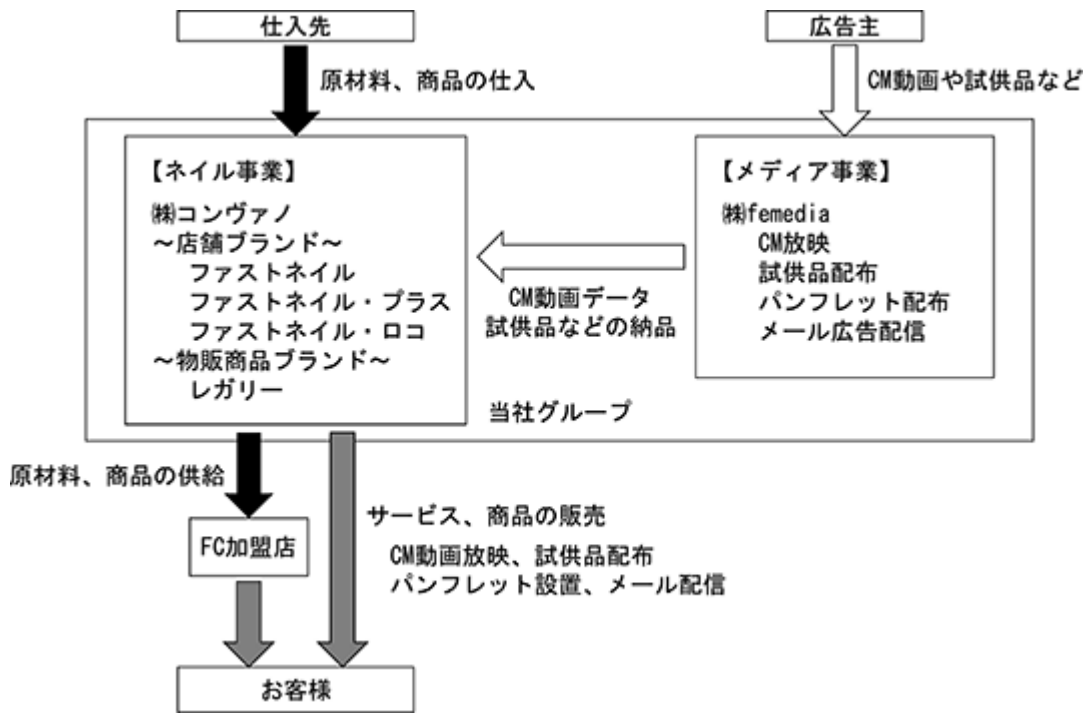 仕入先
広告主
原材料、商品の仕入
CM動画や試供品など
【ネイル事業】
㈱コンヴァノ
～店舗ブランド～
ファストネイル
ファストネイル・プラス
ファストネイル・ロコ
～物販商品ブランド～
レガリー
【メディア事業】
㈱femedia
CM放映
試供品配布
パンフレット配布
メール広告配信
CM動画データ
試供品などの納品
当社グループ
原材料、商品の供給
FC加盟店
サービス、商品の販売
CM動画放映、試供品配布
パンフレット設置、メール配信
お客様